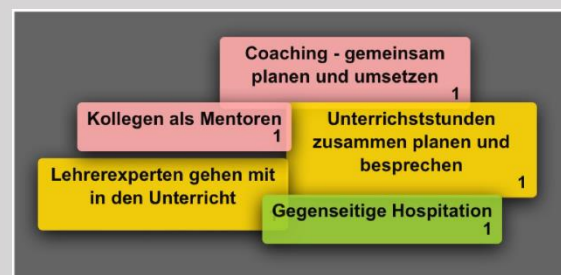 Coaching - gemeinsam
planen und umsetzen
1
Kollegen als Mentoren
1
Unterrichststunden
zusammen planen und
besprechen
1
Lehrerexperten gehen mit
in den Unterricht
Gegenseitige Hospitation
1